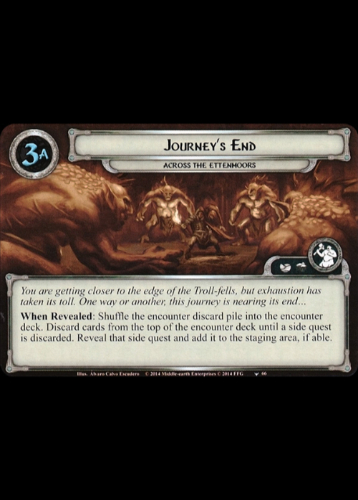 3A
Journey's End
Across the Ettenmoors
You are getting closer to the edge of the Troll-fells, but exhaustion has
taken its toll. One way or another, this journey is nearing its end...
When Revealed: Shuffle the encounter discard pile into the encounter
deck. Discard cards from the top of the encounter deck until a side quest
is discarded. Reveal that side quest and add it to the staging area, if able.
Illus. Álvaro Calvo Escudero © 2014 Middle-earth Enterprises © 2014 FFG